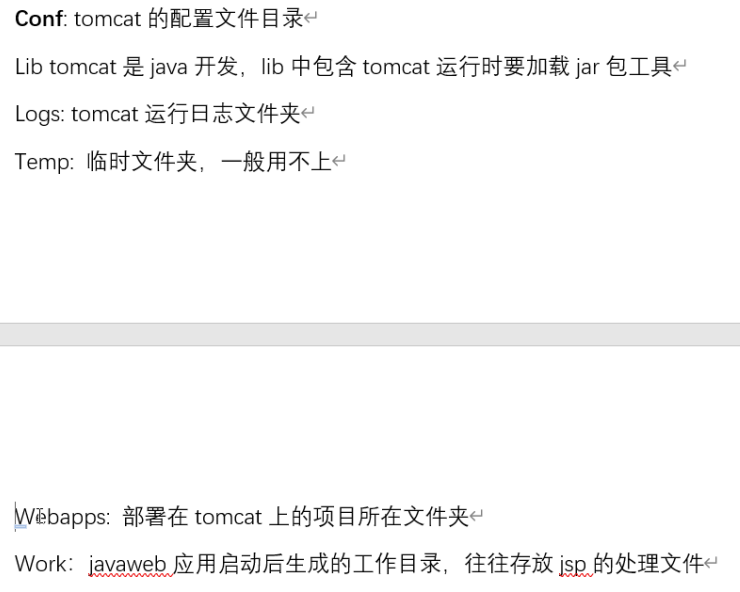 Conf: tomcat 的配置文件目录
Lib tomcat 是 java 开发，lib 中包含 tomcat 运行时要加载 jar 包工具
Logs: tomcat 运行日志文件夹
Temp:  临时文件夹，一般用不上
Webapps:  部署在 tomcat 上的项目所在文件夹
Work：javaweb 应用启动后生成的工作目录，往往存放 jsp 的处理文件